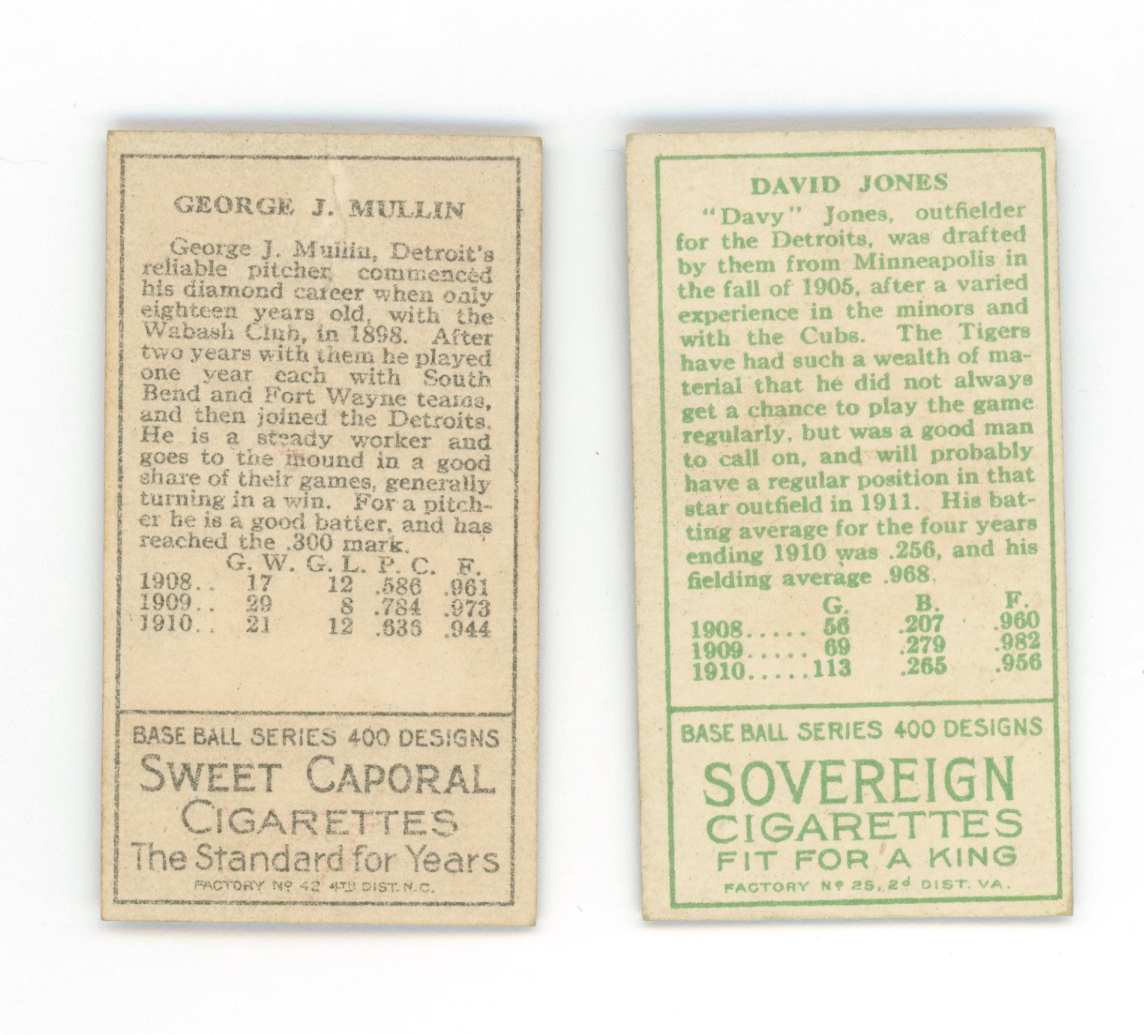 GEORGE J. MULLIN
George J. Mullin, Detroit's
reliable pitcher, commenced
his diamond career when only
eighteen years old, with the
Wabash Club, in 1898. After
two years with them he played
one year each with South
Bend and Fort Wayne teams,
and then joined the Detroits.
He is a steady worker and
goes to the mound in a good
share of their games, generally
turning in a win. For a pitch-
er he is a good batter, and has
reached the .300 mark.
G. W. G. L. P. C. F.
1908.. 17 12 .586 .961
1909.. 29 8 .784 .973
1910.. 21 12 .636 .944
BASE BALL SERIES 400 DESIGNS
SWEET CAPORAL
CIGARETTES
The Standard for Years
FACTORY Nº 42 4TH DIST. N.C.
DAVID JONES
"Davy" Jones, outfielder
for the Detroits, was drafted
by them from Minneapolis in
the fall of 1905, after a varied
experience in the minors and
with the Cubs. The Tigers
have had such a wealth of ma-
terial that he did not always
get a chance to play the game
regularly, but was a good man
to call on, and will probably
have a regular position in that
star outfield in 1911. His bat-
ting average for the four years
ending 1910 was .256, and his
fielding average .968.
G. B. F.
1908..... 56 .207 .960
1909..... 69 .279 .982
1910.....113 .265 .956
BASE BALL SERIES 400 DESIGNS
SOVEREIGN
CIGARETTES
FIT FOR A KING
FACTORY Nº 25, 2d DIST. VA.